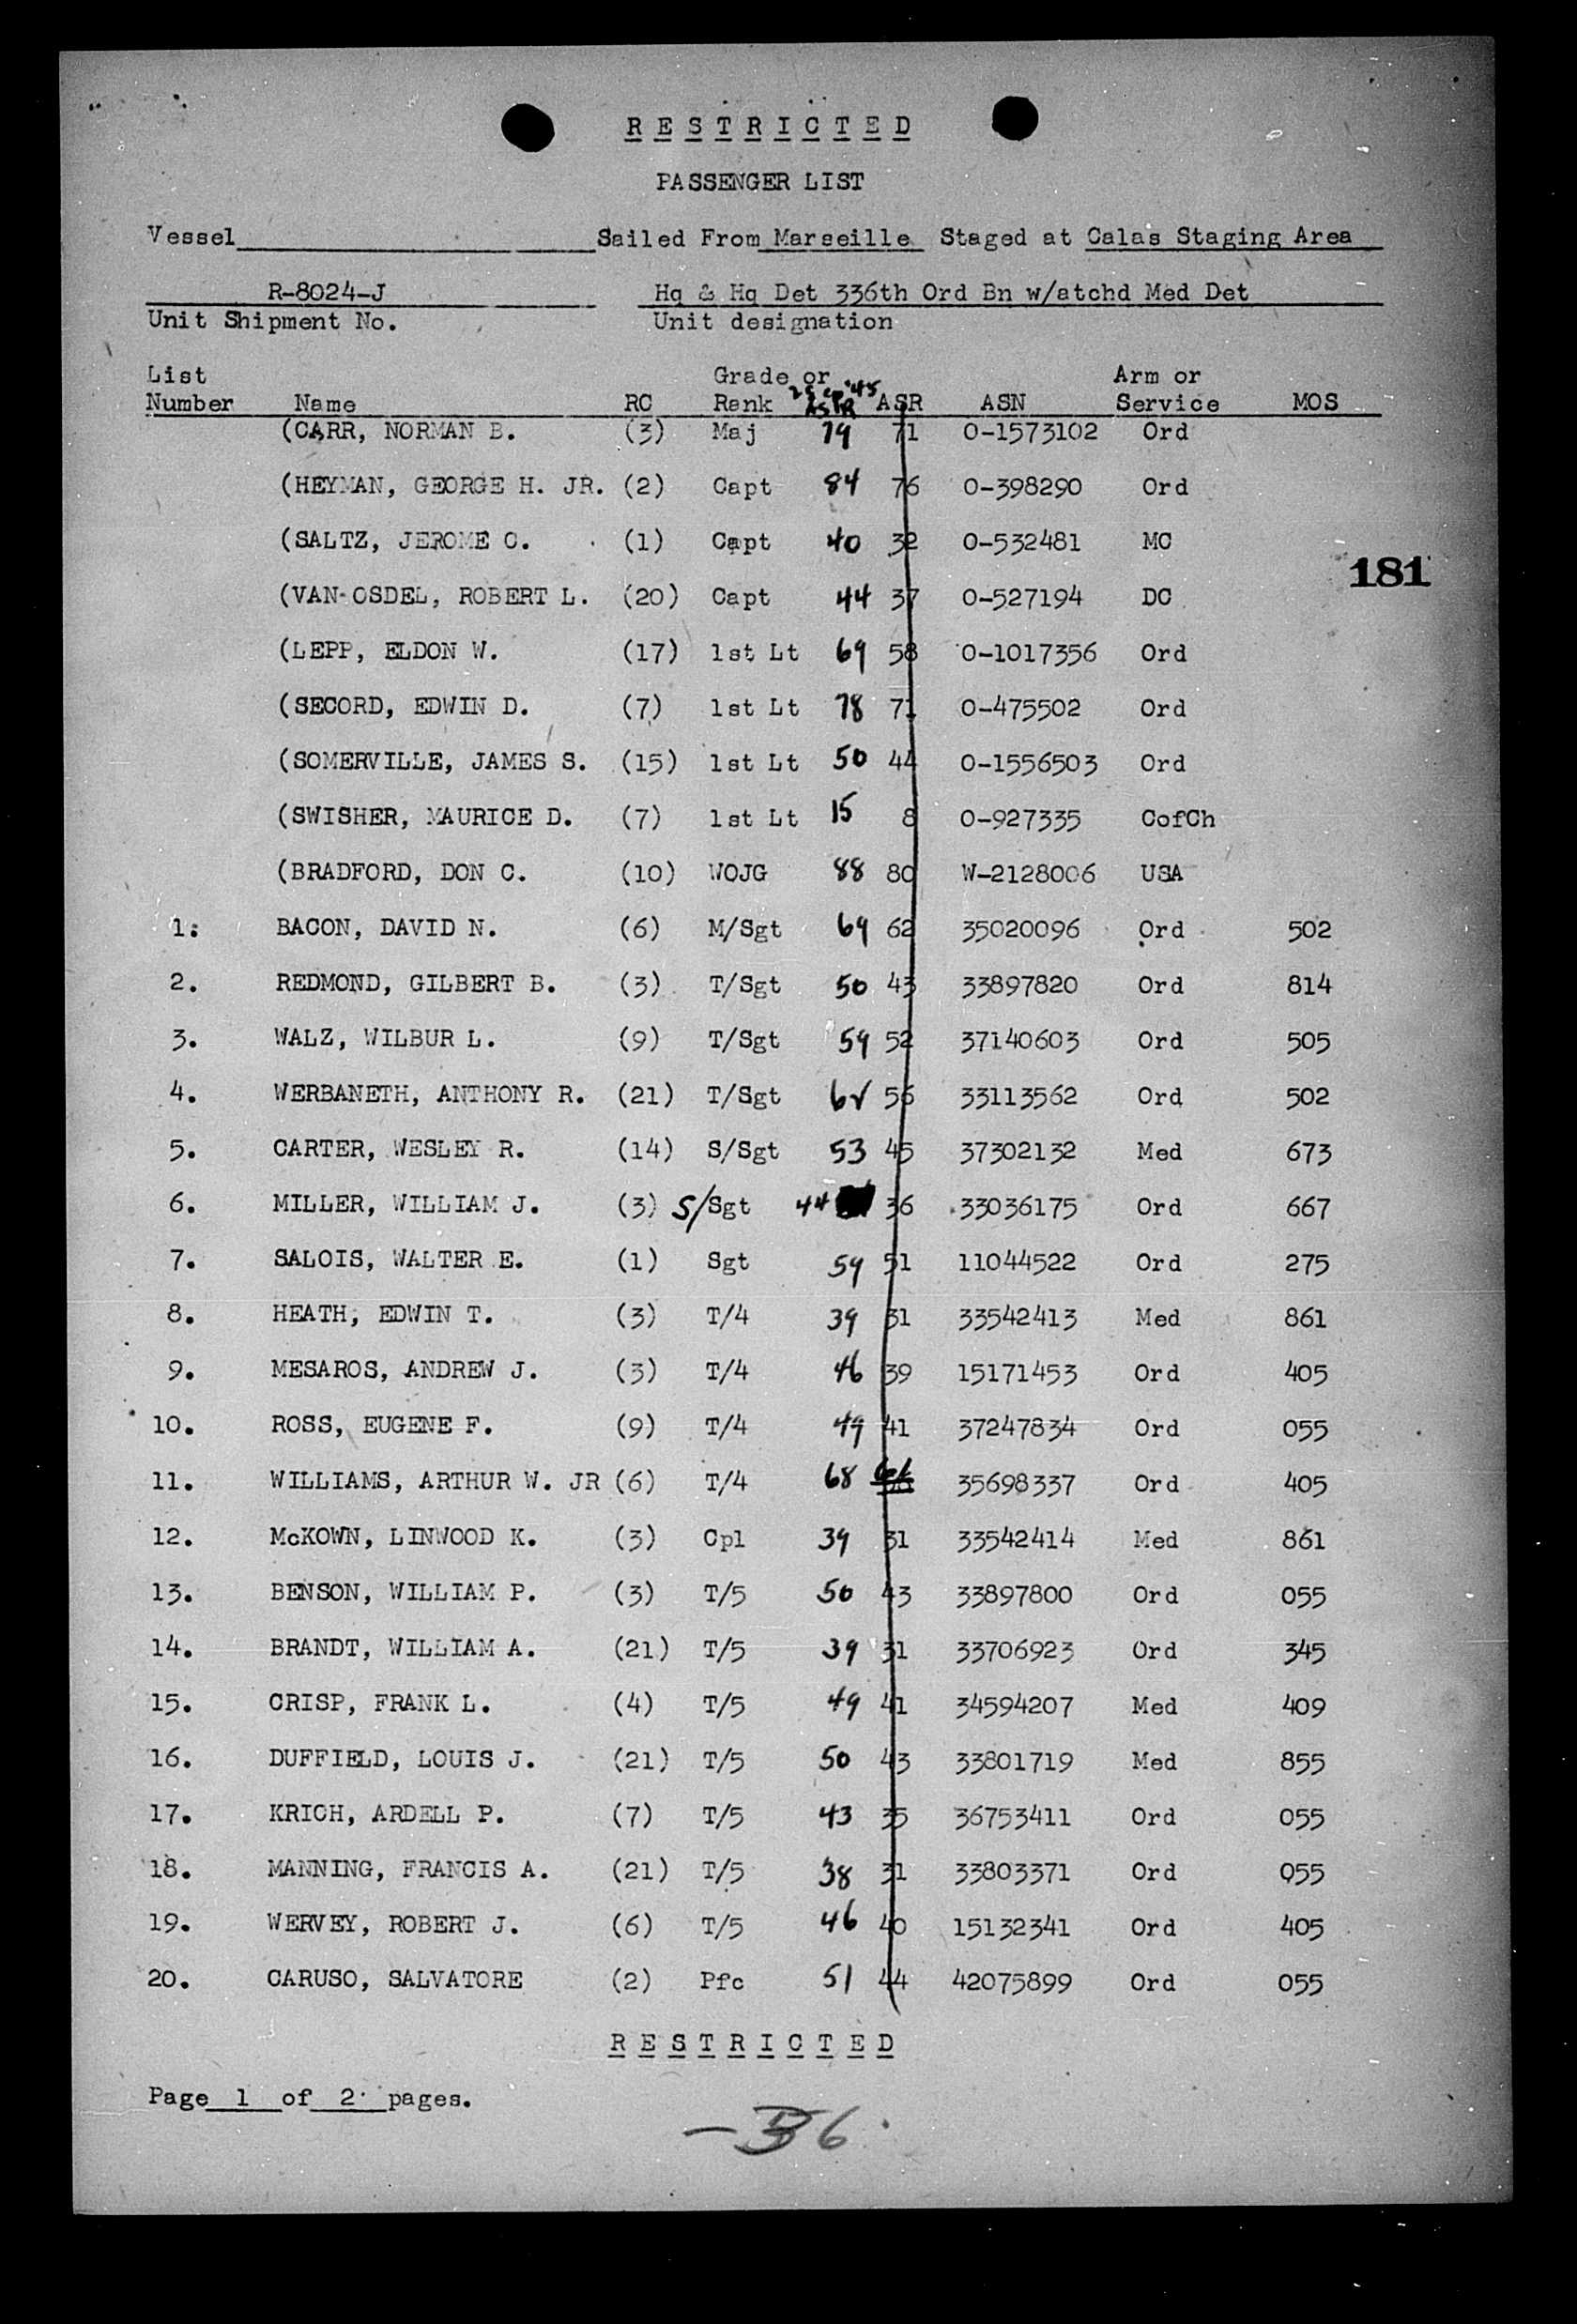 R E S T R I C T E D
PASSENGER LIST
Vessel Sailed From Marseille Staged at Calas Staging Area
R-8024-J Hq & Hq Det 336th Ord Bn w/atchd Med Det
Unit Shipment No. Unit designation
List Grade or Arm or
2 Sep '45
Number Name RC Rank ASR ASR ASN Service MOS
(CARR, NORMAN B. (3) Maj 79 71 O-1573102 Ord
(HEYMAN, GEORGE H. JR. (2) Capt 84 76 O-398290 Ord
(SALTZ, JEROME C. (1) Capt 40 32 O-532481 MC
181
(VAN OSDEL, ROBERT L. (20) Capt 44 37 O-527194 DC
(LEPP, ELDON W. (17) 1st Lt 69 58 O-1017356 Ord
(SECORD, EDWIN D. (7) 1st Lt 78 71 O-475502 Ord
(SOMERVILLE, JAMES S. (15) 1st Lt 50 44 O-1556503 Ord
(SWISHER, MAURICE D. (7) 1st Lt 15 8 O-927335 CofCh
(BRADFORD, DON C. (10) WOJG 88 80 W-2128006 USA
1. BACON, DAVID N. (6) M/Sgt 69 62 35020096 Ord 502
2. REDMOND, GILBERT B. (3) T/Sgt 50 43 33897820 Ord 814
3. WALZ, WILBUR L. (9) T/Sgt 59 52 37140603 Ord 505
4. WERBANETH, ANTHONY R. (21) T/Sgt 56 33113562 Ord 502
5. CARTER, WESLEY R. (14) S/Sgt 53 45 37302132 Med 673
6. MILLER, WILLIAM J. (3) S/Sgt 44 36 33036175 Ord 667
7. SALOIS, WALTER E. (1) Sgt 59 51 11044522 Ord 275
8. HEATH, EDWIN T. (3) T/4 39 31 33542413 Med 861
9. MESAROS, ANDREW J. (3) T/4 46 39 15171453 Ord 405
10. ROSS, EUGENE F. (9) T/4 49 41 37247834 Ord 055
11. WILLIAMS, ARTHUR W. JR (6) T/4 68 35698337 Ord 405
12. McKOWN, LINWOOD K. (3) Cpl 39 31 33542414 Med 861
13. BENSON, WILLIAM P. (3) T/5 50 43 33897800 Ord 055
14. BRANDT, WILLIAM A. (21) T/5 39 31 33706923 Ord 345
15. CRISP, FRANK L. (4) T/5 49 41 34594207 Med 409
16. DUFFIELD, LOUIS J. (21) T/5 50 43 33801719 Med 855
17. KRICH, ARDELL P. (7) T/5 43 35 36753411 Ord 055
18. MANNING, FRANCIS A. (21) T/5 38 31 33803371 Ord 055
19. WERVEY, ROBERT J. (6) T/5 46 40 15132341 Ord 405
20. CARUSO, SALVATORE (2) Pfc 51 44 42075899 Ord 055
R E S T R I C T E D
Page 1 of 2 pages.